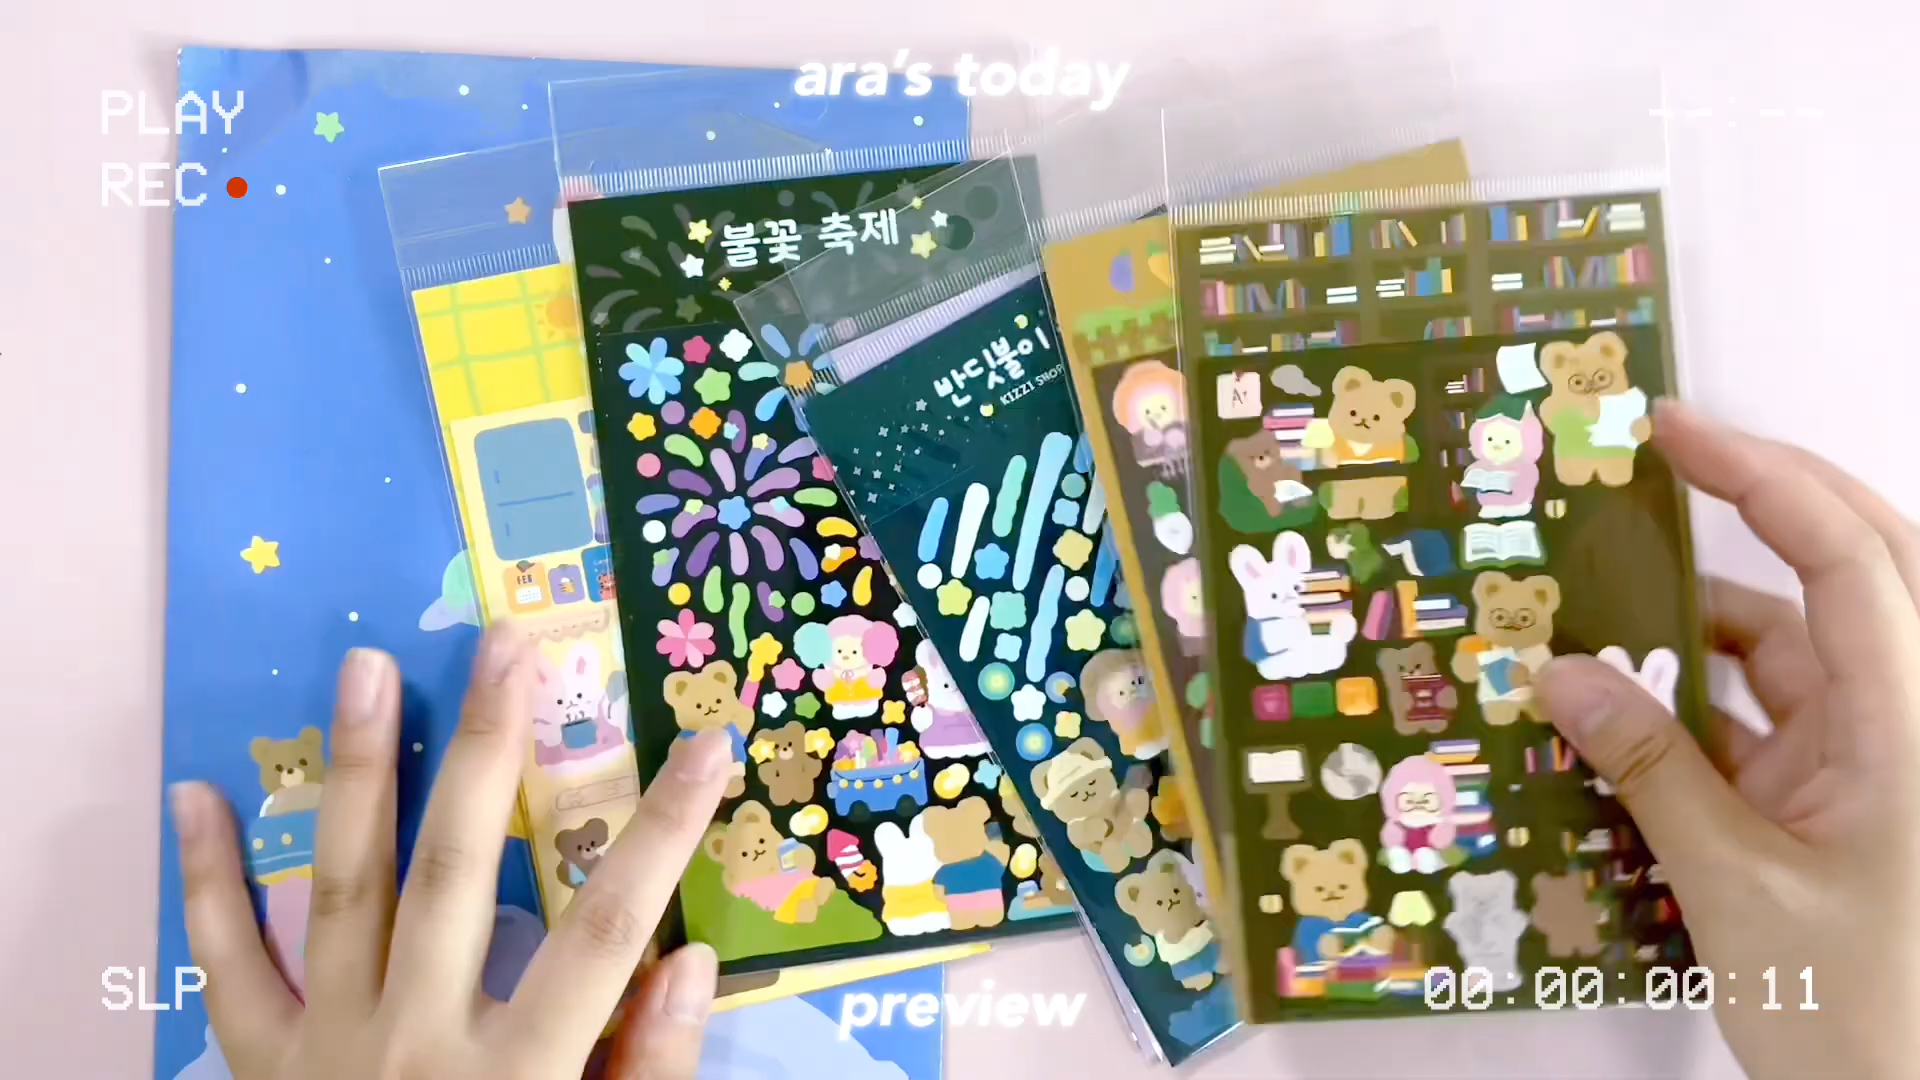 ara's today
PLAY
REC
불꽃 축제
반딧불이
KIZZI SHOP
A+
FEB
SLP
00:00:00:11
preview